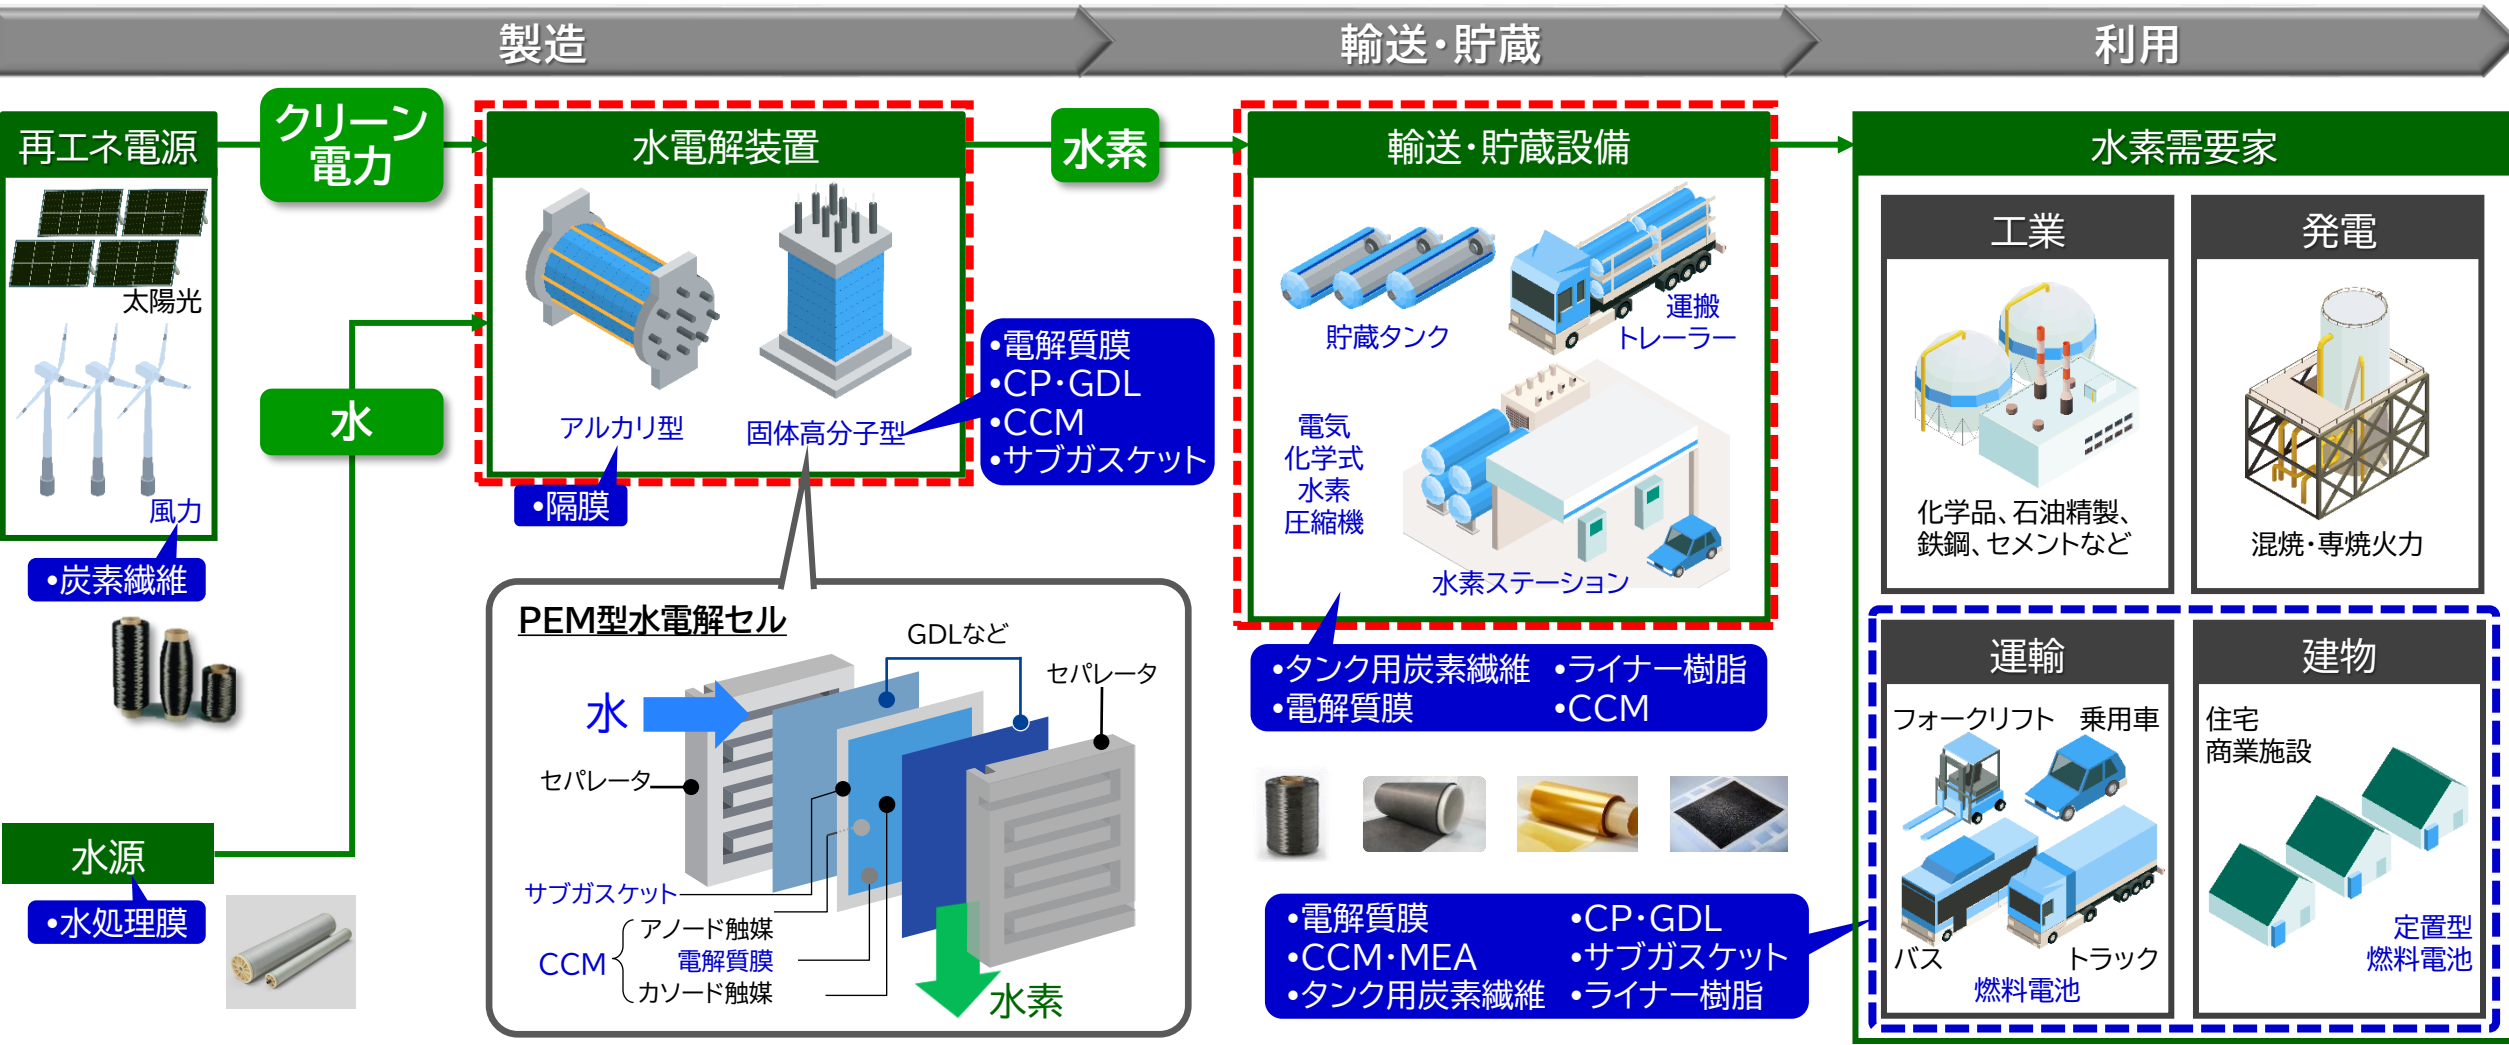 製造
輸送・貯蔵
利用
再エネ電源
太陽光
風力
•炭素繊維
クリーン
電力
水
水源
•水処理膜
水電解装置
アルカリ型
固体高分子型
•隔膜
•電解質膜
•CP・GDL
•CCM
•サブガスケット
PEM型水電解セル
GDLなど
セパレータ
水
セパレータ
サブガスケット
CCM
アノード触媒
電解質膜
カソード触媒
水素
水素
輸送・貯蔵設備
貯蔵タンク
運搬
トレーラー
電気
化学式
水素
圧縮機
水素ステーション
•タンク用炭素繊維 •ライナー樹脂
•電解質膜 •CCM
•電解質膜 •CP・GDL
•CCM・MEA •サブガスケット
•タンク用炭素繊維 •ライナー樹脂
水素需要家
工業
化学品、石油精製、
鉄鋼、セメントなど
発電
混焼・専焼火力
運輸
フォークリフト 乗用車
バス
トラック
燃料電池
建物
住宅
商業施設
定置型
燃料電池